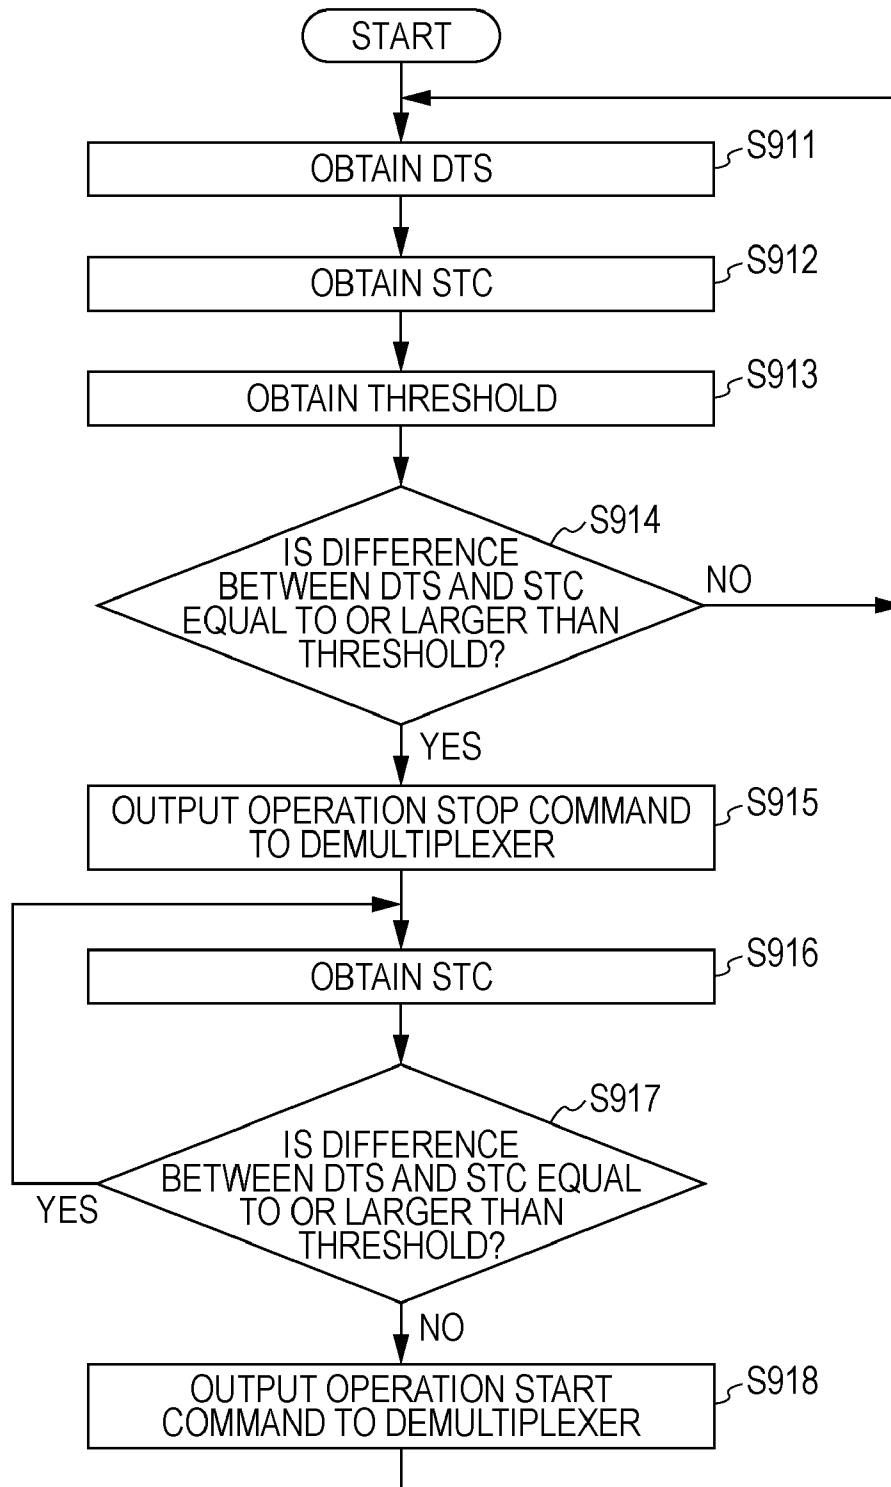 START
S911
OBTAIN DTS
S912
OBTAIN STC
S913
OBTAIN THRESHOLD
S914
IS DIFFERENCE
BETWEEN DTS AND STC
EQUAL TO OR LARGER THAN
THRESHOLD?
NO
YES
S915
OUTPUT OPERATION STOP COMMAND
TO DEMULTIPLEXER
S916
OBTAIN STC
S917
IS DIFFERENCE
BETWEEN DTS AND STC EQUAL
TO OR LARGER THAN
THRESHOLD?
YES
NO
S918
OUTPUT OPERATION START
COMMAND TO DEMULTIPLEXER